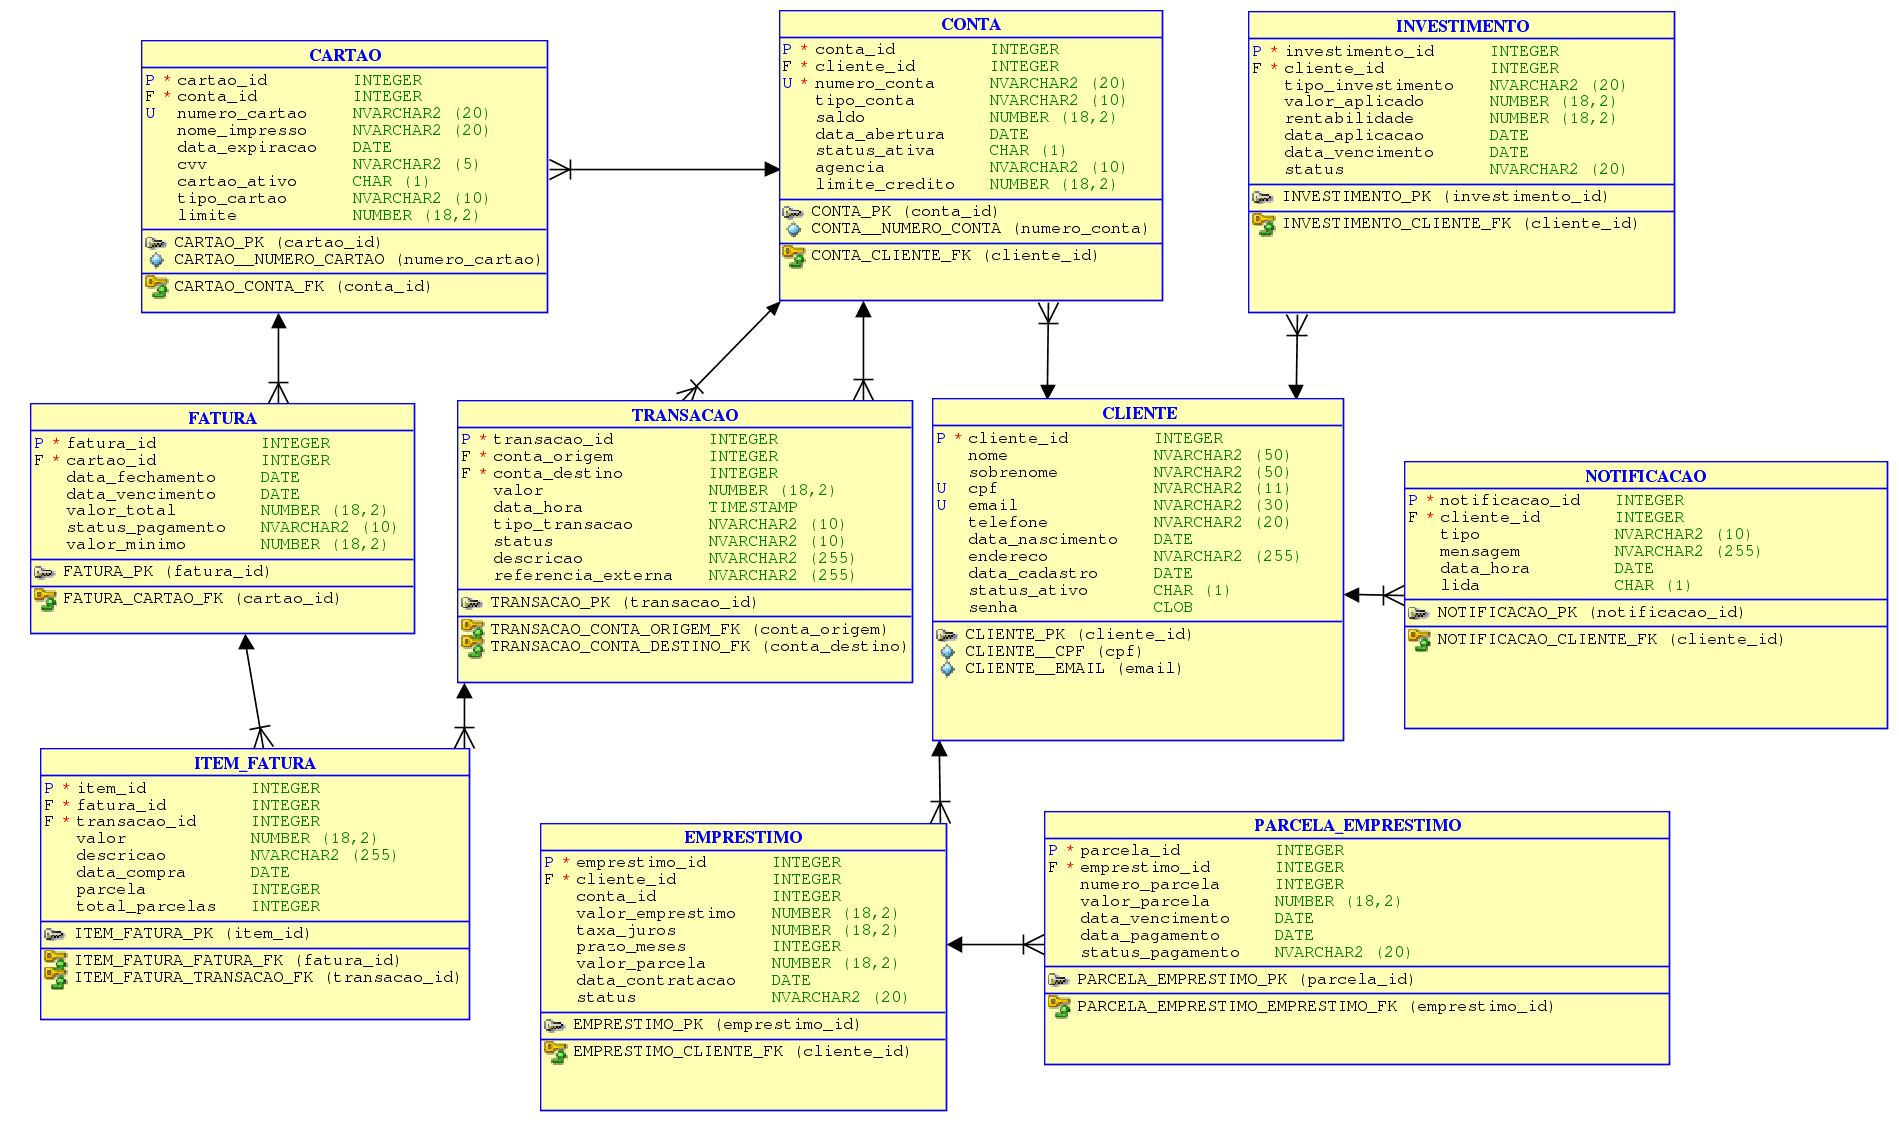 CARTAO
P * cartao_id INTEGER
F * conta_id INTEGER
U numero_cartao NVARCHAR2 (20)
nome_impresso NVARCHAR2 (20)
data_expiracao DATE
cvv NVARCHAR2 (5)
cartao_ativo CHAR (1)
tipo_cartao NVARCHAR2 (10)
limite NUMBER (18,2)
CARTAO_PK (cartao_id)
CARTAO__NUMERO_CARTAO (numero_cartao)
CARTAO_CONTA_FK (conta_id)
CONTA
P * conta_id INTEGER
F * cliente_id INTEGER
U * numero_conta NVARCHAR2 (20)
tipo_conta NVARCHAR2 (10)
saldo NUMBER (18,2)
data_abertura DATE
status_ativa CHAR (1)
agencia NVARCHAR2 (10)
limite_credito NUMBER (18,2)
CONTA_PK (conta_id)
CONTA__NUMERO_CONTA (numero_conta)
CONTA_CLIENTE_FK (cliente_id)
INVESTIMENTO
P * investimento_id INTEGER
F * cliente_id INTEGER
tipo_investimento NVARCHAR2 (20)
valor_aplicado NUMBER (18,2)
rentabilidade NUMBER (18,2)
data_aplicacao DATE
data_vencimento DATE
status NVARCHAR2 (20)
INVESTIMENTO_PK (investimento_id)
INVESTIMENTO_CLIENTE_FK (cliente_id)
FATURA
P * fatura_id INTEGER
F * cartao_id INTEGER
data_fechamento DATE
data_vencimento DATE
valor_total NUMBER (18,2)
status_pagamento NVARCHAR2 (10)
valor_minimo NUMBER (18,2)
FATURA_PK (fatura_id)
FATURA_CARTAO_FK (cartao_id)
TRANSACAO
P * transacao_id INTEGER
F * conta_origem INTEGER
F * conta_destino INTEGER
valor NUMBER (18,2)
data_hora TIMESTAMP
tipo_transacao NVARCHAR2 (10)
status NVARCHAR2 (10)
descricao NVARCHAR2 (255)
referencia_externa NVARCHAR2 (255)
TRANSACAO_PK (transacao_id)
TRANSACAO_CONTA_ORIGEM_FK (conta_origem)
TRANSACAO_CONTA_DESTINO_FK (conta_destino)
CLIENTE
P * cliente_id INTEGER
nome NVARCHAR2 (50)
sobrenome NVARCHAR2 (50)
U cpf NVARCHAR2 (11)
U email NVARCHAR2 (30)
telefone NVARCHAR2 (20)
data_nascimento DATE
endereco NVARCHAR2 (255)
data_cadastro DATE
status_ativo CHAR (1)
senha CLOB
CLIENTE_PK (cliente_id)
CLIENTE__CPF (cpf)
CLIENTE__EMAIL (email)
NOTIFICACAO
P * notificacao_id INTEGER
F * cliente_id INTEGER
tipo NVARCHAR2 (10)
mensagem NVARCHAR2 (255)
data_hora DATE
lida CHAR (1)
NOTIFICACAO_PK (notificacao_id)
NOTIFICACAO_CLIENTE_FK (cliente_id)
ITEM_FATURA
P * item_id INTEGER
F * fatura_id INTEGER
F * transacao_id INTEGER
valor NUMBER (18,2)
descricao NVARCHAR2 (255)
data_compra DATE
parcela INTEGER
total_parcelas INTEGER
ITEM_FATURA_PK (item_id)
ITEM_FATURA_FATURA_FK (fatura_id)
ITEM_FATURA_TRANSACAO_FK (transacao_id)
EMPRESTIMO
P * emprestimo_id INTEGER
F * cliente_id INTEGER
conta_id INTEGER
valor_emprestimo NUMBER (18,2)
taxa_juros NUMBER (18,2)
prazo_meses INTEGER
valor_parcela NUMBER (18,2)
data_contratacao DATE
status NVARCHAR2 (20)
EMPRESTIMO_PK (emprestimo_id)
EMPRESTIMO_CLIENTE_FK (cliente_id)
PARCELA_EMPRESTIMO
P * parcela_id INTEGER
F * emprestimo_id INTEGER
numero_parcela INTEGER
valor_parcela NUMBER (18,2)
data_vencimento DATE
data_pagamento DATE
status_pagamento NVARCHAR2 (20)
PARCELA_EMPRESTIMO_PK (parcela_id)
PARCELA_EMPRESTIMO_EMPRESTIMO_FK (emprestimo_id)